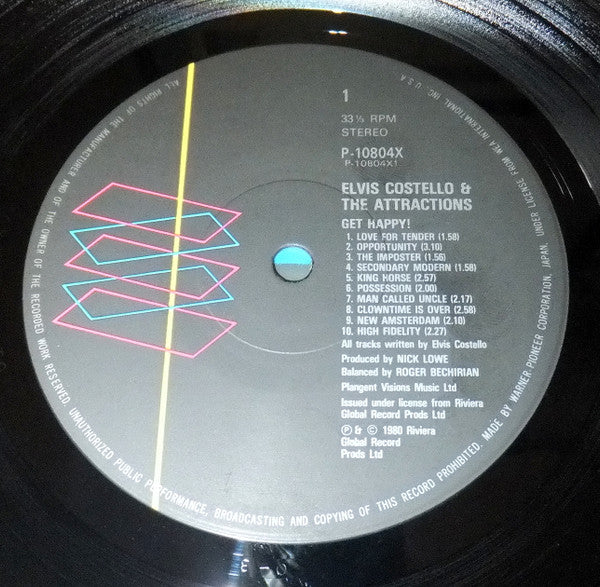 1
33⅓ RPM
STEREO
P-10804X
P-10804X1
ELVIS COSTELLO &
THE ATTRACTIONS
GET HAPPY!
1. LOVE FOR TENDER (1.58)
2. OPPORTUNITY (3.10)
3. THE IMPOSTER (1.56)
4. SECONDARY MODERN (1.58)
5. KING HORSE (2.57)
6. POSSESSION (2.00)
7. MAN CALLED UNCLE (2.17)
8. CLOWNTIME IS OVER (2.58)
9. NEW AMSTERDAM (2.10)
10. HIGH FIDELITY (2.27)
All tracks written by Elvis Costello
Produced by NICK LOWE
Balanced by ROGER BECHIRIAN
Plangent Visions Music Ltd
Issued under license from Riviera
Global Record Prods Ltd
Ⓟ & © 1980 Riviera
Global Record
Prods Ltd
ALL RIGHTS OF THE MANUFACTURER AND OF THE OWNER OF THE RECORDED WORK RESERVED. UNAUTHORIZED PUBLIC PERFORMANCE, BROADCASTING AND COPYING OF THIS RECORD PROHIBITED. MADE BY WARNER-PIONEER CORPORATION, JAPAN, UNDER LICENSE FROM WEA INTERNATIONAL INC. U.S.A